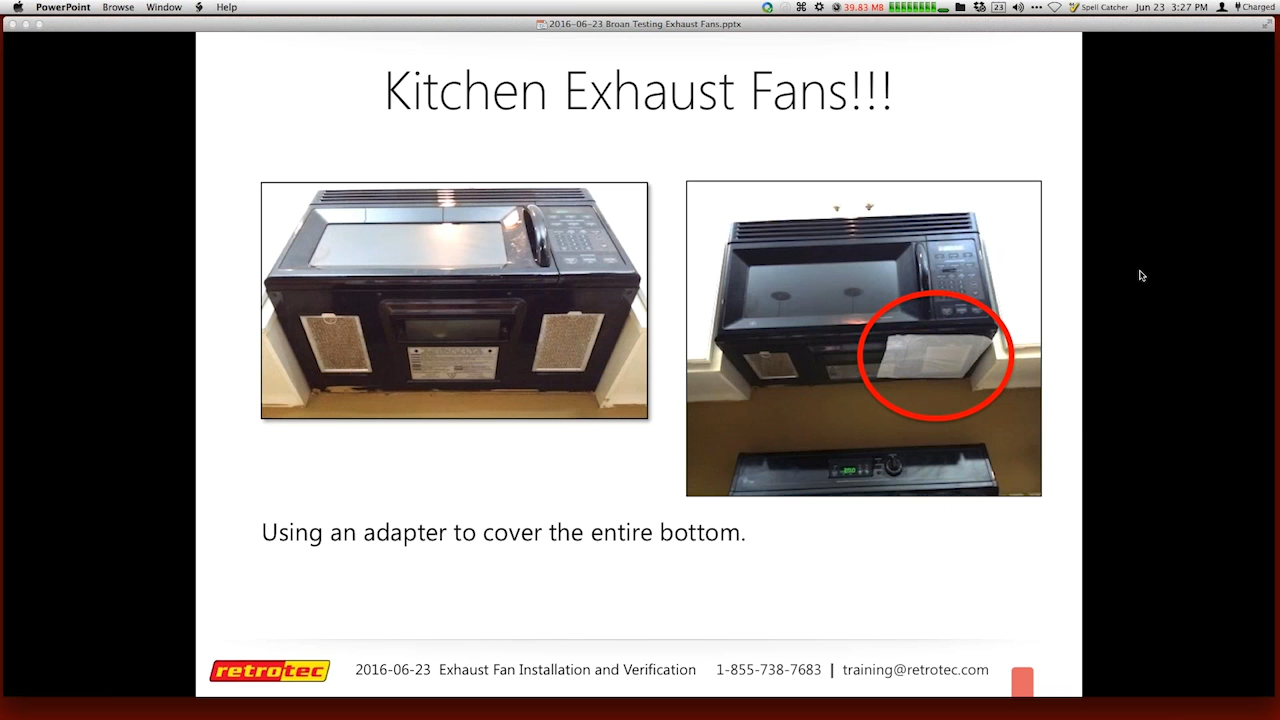 PowerPoint Browse Window Help 39.83 MB 23 Spell Catcher Jun 23 3:27 PM Charged
2016-06-23 Broan Testing Exhaust Fans.pptx
Kitchen Exhaust Fans!!!
Using an adapter to cover the entire bottom.
retrotec 2016-06-23 Exhaust Fan Installation and Verification 1-855-738-7683 | training@retrotec.com